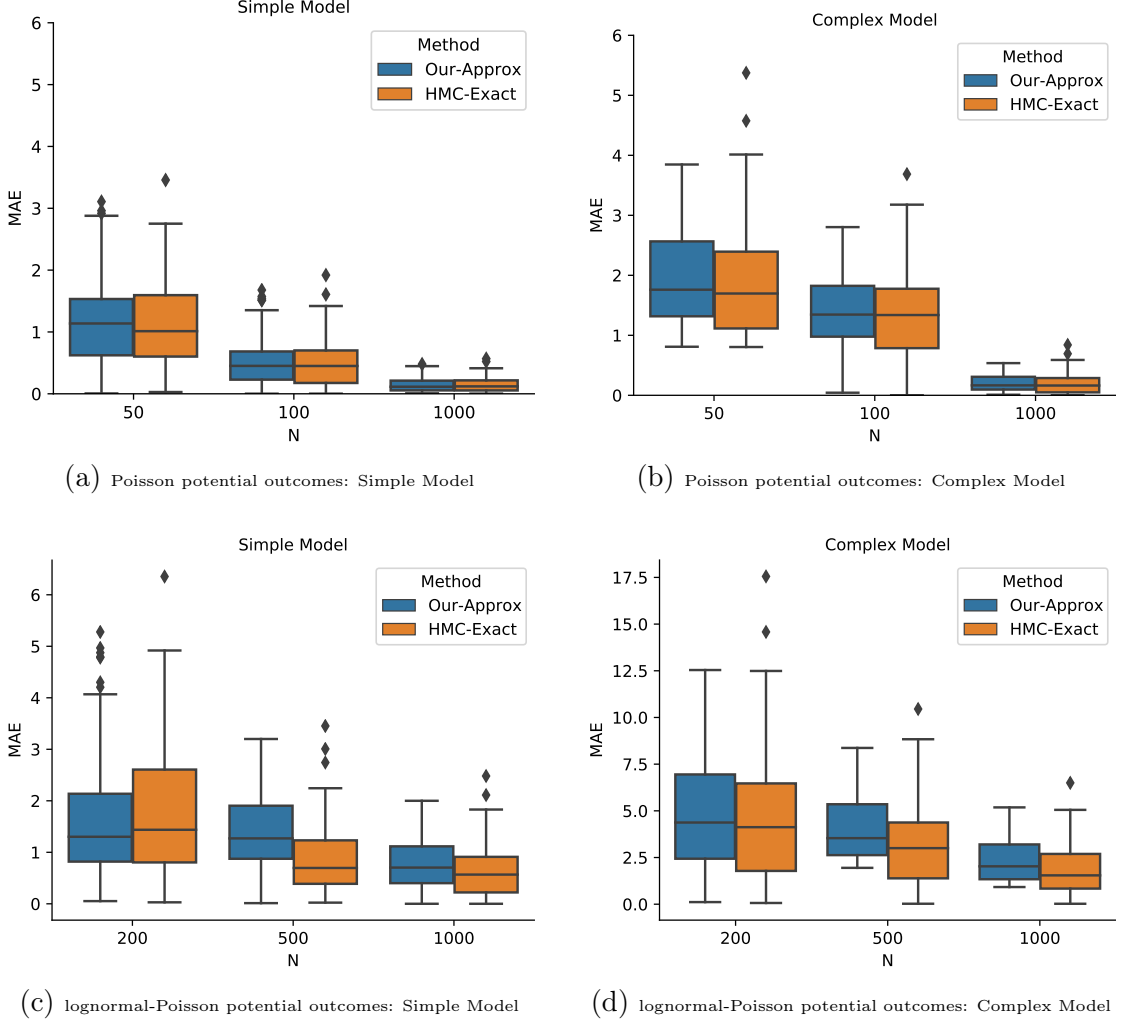 Simple Model
6
5
4
3
2
1
0
MAE
Method
Our-Approx
HMC-Exact
50
100
1000
N
(a) Poisson potential outcomes: Simple Model
Complex Model
6
5
4
3
2
1
0
MAE
Method
Our-Approx
HMC-Exact
50
100
1000
N
(b) Poisson potential outcomes: Complex Model
Simple Model
6
5
4
3
2
1
0
MAE
Method
Our-Approx
HMC-Exact
200
500
1000
N
(c) lognormal-Poisson potential outcomes: Simple Model
Complex Model
17.5
15.0
12.5
10.0
7.5
5.0
2.5
0.0
MAE
Method
Our-Approx
HMC-Exact
200
500
1000
N
(d) lognormal-Poisson potential outcomes: Complex Model